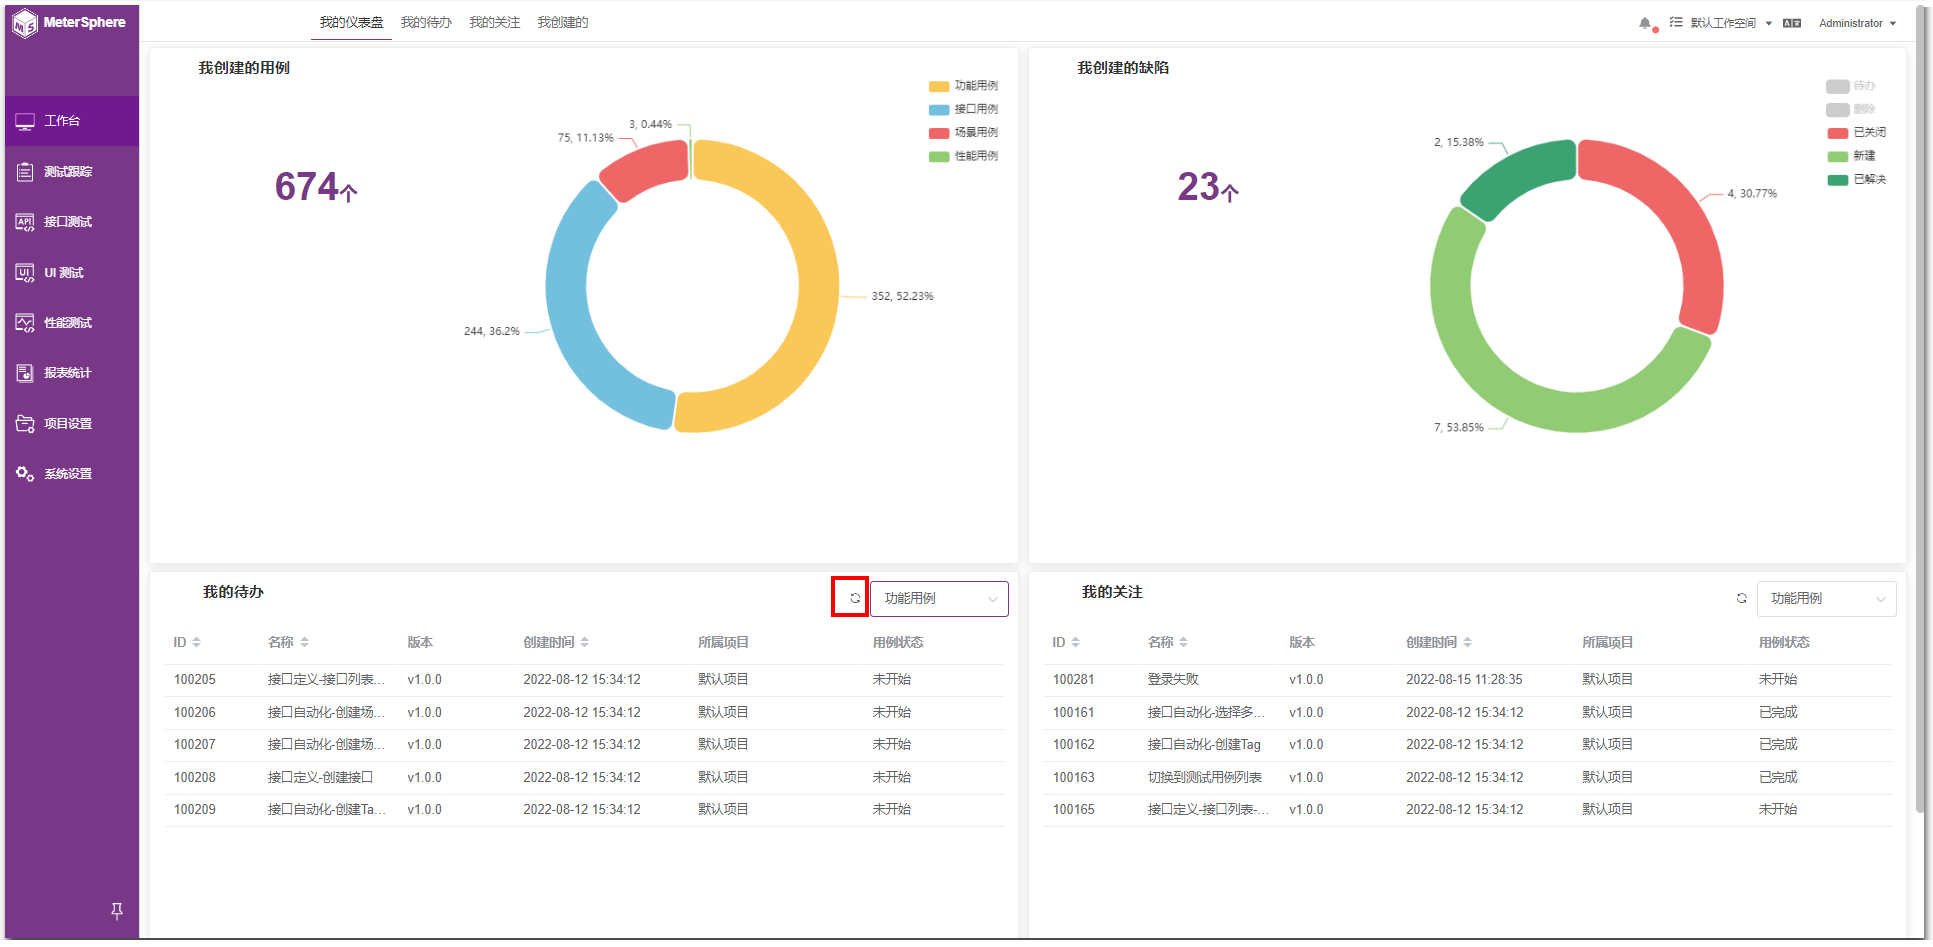 MeterSphere
我的仪表盘 我的待办 我的关注 我创建的
默认工作空间 Administrator
工作台
测试跟踪
API 接口测试
UI UI 测试
性能测试
报表统计
项目设置
系统设置
我创建的用例
674个
功能用例
接口用例
场景用例
性能用例
3, 0.44%
75, 11.13%
352, 52.23%
244, 36.2%
我创建的缺陷
23个
待办
删除
已关闭
新建
已解决
2, 15.38%
4, 30.77%
7, 53.85%
我的待办
功能用例
ID 名称 版本 创建时间 所属项目 用例状态
100205 接口定义-接口列表... v1.0.0 2022-08-12 15:34:12 默认项目 未开始
100206 接口自动化-创建场... v1.0.0 2022-08-12 15:34:12 默认项目 未开始
100207 接口自动化-创建场... v1.0.0 2022-08-12 15:34:12 默认项目 未开始
100208 接口定义-创建接口 v1.0.0 2022-08-12 15:34:12 默认项目 未开始
100209 接口自动化-创建Ta... v1.0.0 2022-08-12 15:34:12 默认项目 未开始
我的关注
功能用例
ID 名称 版本 创建时间 所属项目 用例状态
100281 登录失败 v1.0.0 2022-08-15 11:28:35 默认项目 未开始
100161 接口自动化-选择多... v1.0.0 2022-08-12 15:34:12 默认项目 已完成
100162 接口自动化-创建Tag v1.0.0 2022-08-12 15:34:12 默认项目 已完成
100163 切换到测试用例列表 v1.0.0 2022-08-12 15:34:12 默认项目 已完成
100165 接口定义-接口列表-... v1.0.0 2022-08-12 15:34:12 默认项目 未开始